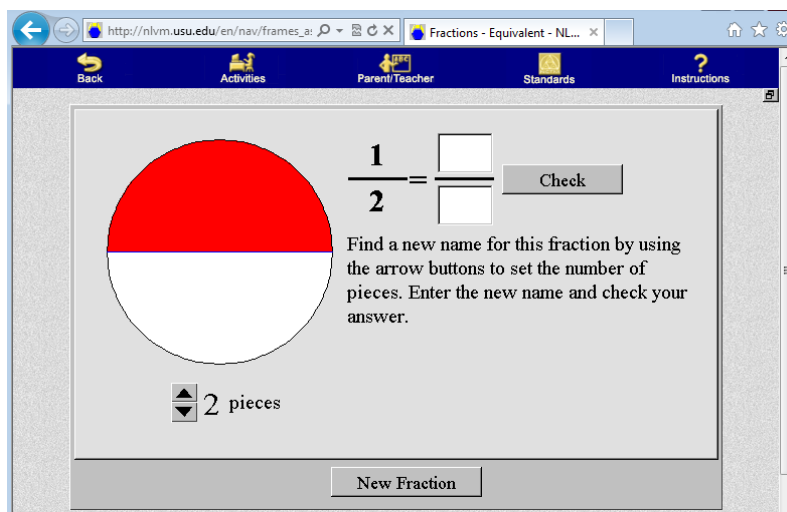 http://nlvm.usu.edu/en/nav/frames_a:
Fractions - Equivalent - NL...
Back
Activities
Parent/Teacher
Standards
Instructions
1
2
=
Check
Find a new name for this fraction by using
the arrow buttons to set the number of
pieces. Enter the new name and check your
answer.
2 pieces
New Fraction